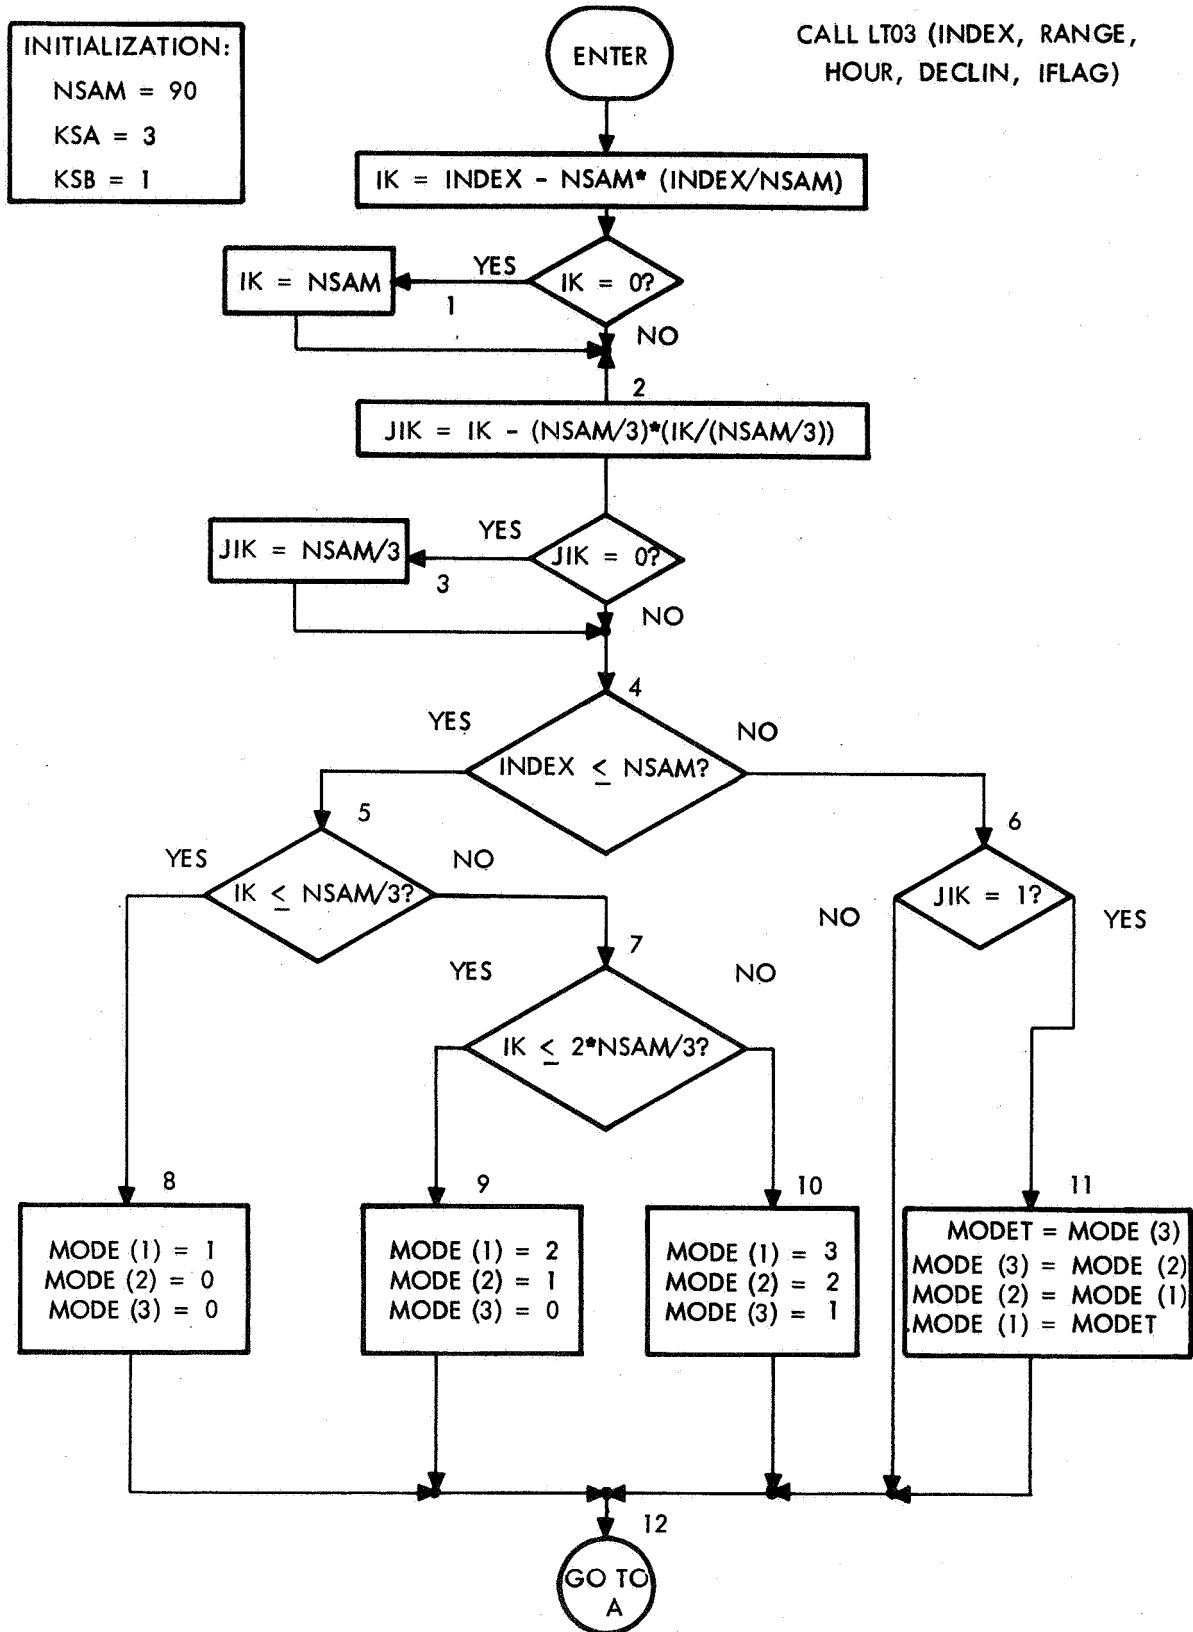 INITIALIZATION:
NSAM = 90
KSA = 3
KSB = 1
ENTER
CALL LT03 (INDEX, RANGE,
HOUR, DECLIN, IFLAG)
IK = INDEX - NSAM* (INDEX/NSAM)
IK = NSAM
YES
1
IK = 0?
NO
2
JIK = IK - (NSAM/3)*(IK/(NSAM/3))
JIK = NSAM/3
YES
3
JIK = 0?
NO
4
YES
INDEX ≤ NSAM?
NO
5
YES
IK ≤ NSAM/3?
NO
6
NO
JIK = 1?
YES
7
YES
IK ≤ 2*NSAM/3?
NO
8
MODE (1) = 1
MODE (2) = 0
MODE (3) = 0
9
MODE (1) = 2
MODE (2) = 1
MODE (3) = 0
10
MODE (1) = 3
MODE (2) = 2
MODE (3) = 1
11
MODET = MODE (3)
MODE (3) = MODE (2)
MODE (2) = MODE (1)
MODE (1) = MODET
12
GO TO
A